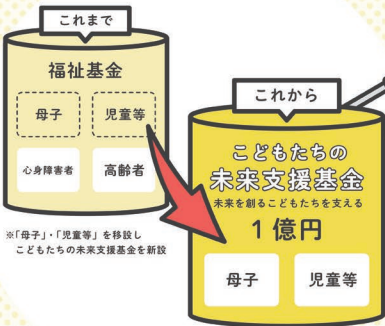 これまで
福祉基金
母子
児童等
心身障害者
高齢者
※「母子」・「児童等」を移設し
こどもたちの未来支援基金を新設
これから
こどもたちの
未来支援基金
未来を創るこどもたちを支える
1億円
母子
児童等